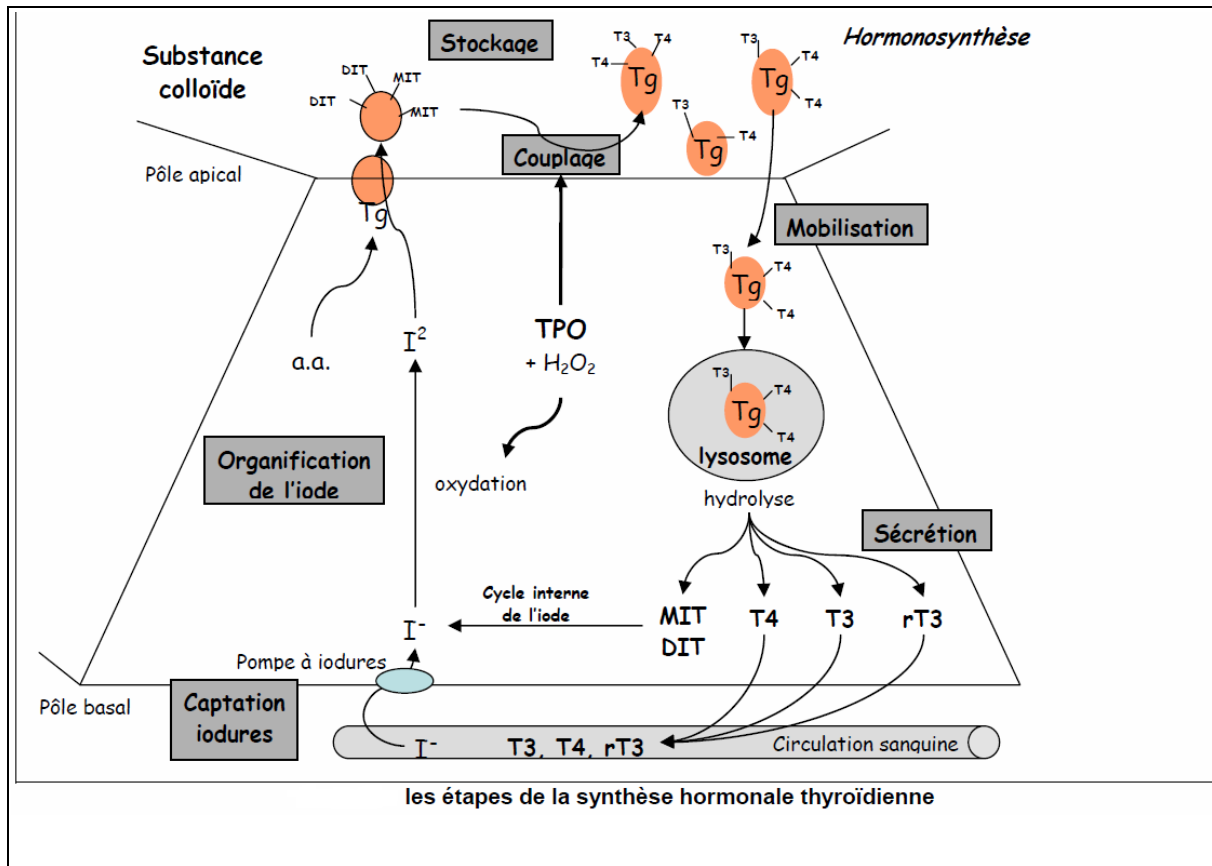 Stockage
Hormonosynthèse
Substance
colloïde
DIT
MIT
DIT
MIT
T3
T4
T4
Tg
T3
T4
Tg
T4
T3
T4
Tg
Couplage
Pôle apical
Tg
Mobilisation
T3
T4
Tg
T4
a.a.
I²
TPO
+ H₂O₂
T3
T4
Tg
T4
lysosome
Organification
de l'iode
oxydation
hydrolyse
Sécrétion
Cycle interne
de l'iode
I⁻
MIT
DIT
T4
T3
rT3
Pompe à iodures
Pôle basal
Captation
iodures
I⁻
T3, T4, rT3
Circulation sanguine
les étapes de la synthèse hormonale thyroïdienne